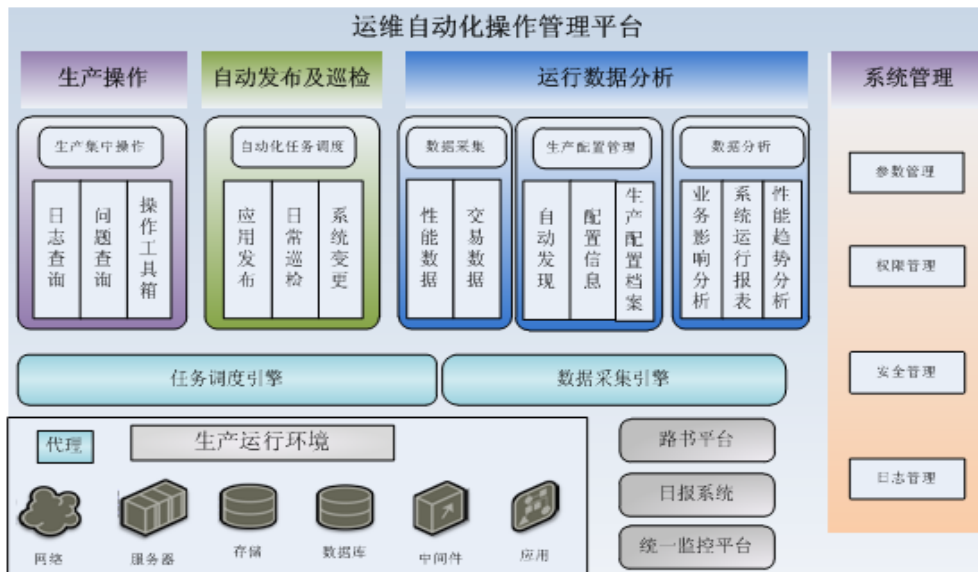 运维自动化操作管理平台
生产操作
自动发布及巡检
运行数据分析
系统管理
生产集中操作
日志查询
问题查询
操作工具箱
自动化任务调度
应用发布
日常巡检
系统变更
数据采集
性能数据
交易数据
生产配置管理
自动发现
配置信息
生产配置档案
数据分析
业务影响分析
系统运行报表
性能趋势分析
参数管理
权限管理
安全管理
日志管理
任务调度引擎
数据采集引擎
代理
生产运行环境
网络
服务器
存储
数据库
中间件
应用
路书平台
日报系统
统一监控平台